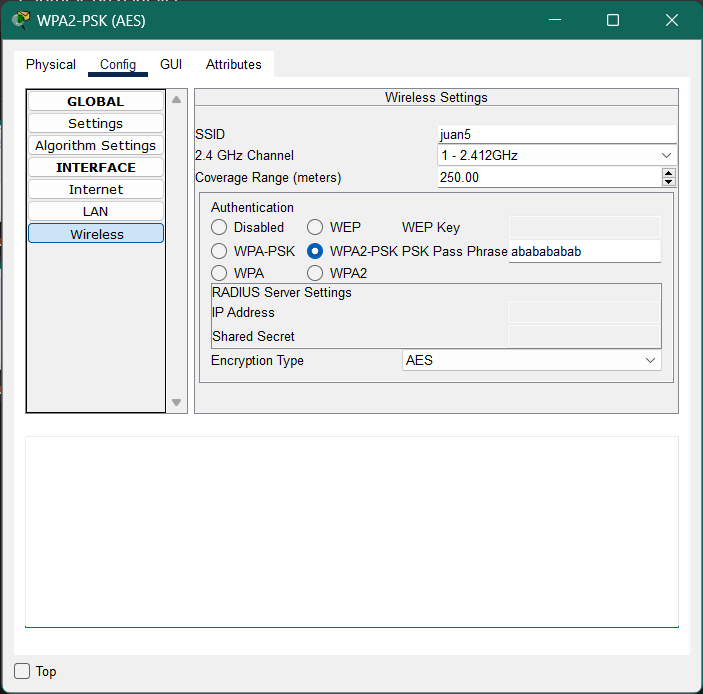 WPA2-PSK (AES)
Physical Config GUI Attributes
GLOBAL
Settings
Algorithm Settings
INTERFACE
Internet
LAN
Wireless
Wireless Settings
SSID juan5
2.4 GHz Channel 1 - 2.412GHz
Coverage Range (meters) 250.00
Authentication
Disabled WEP WEP Key
WPA-PSK WPA2-PSK PSK Pass Phrase ababababab
WPA WPA2
RADIUS Server Settings
IP Address
Shared Secret
Encryption Type AES
Top